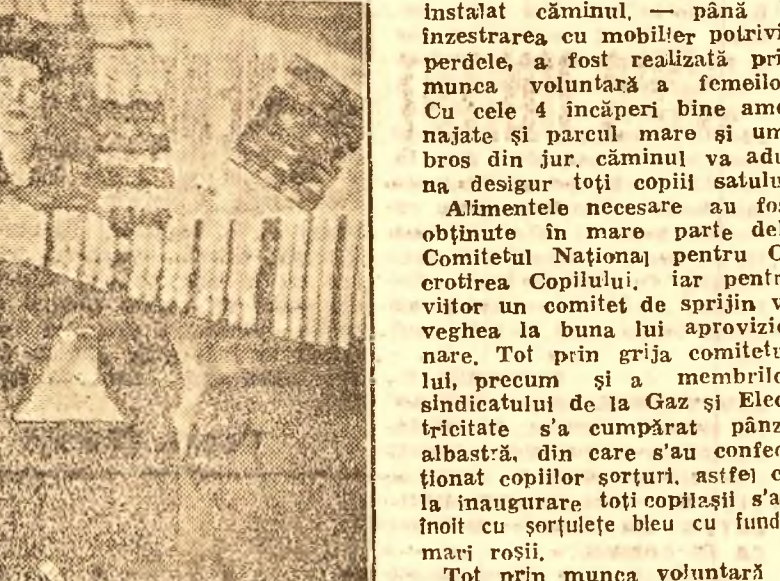 instalat căminul, — până
înzestrarea cu mobilier potrivi
perdele, a fost realizată pri
munca voluntară a femeilo
Cu cele 4 încăperi bine ame
najate și parcul mare și um
bros din jur. căminul va adu
na desigur toți copiii satulu
Alimentele necesare au fos
obținute în mare parte del
Comitetul Național pentru O
crotirea Copilului, iar pentr
viitor un comitet de sprijin v
veghea la buna lui aprovizio
nare. Tot prin grija comitetu
lui, precum și a membrilo
sindicatului de la Gaz și Elec
tricitate s'a cumpărat pânz
albastră, din care s'au confec
ționat copiilor șorțuri, astfel c
la inaugurare toți copilașii s'a
înoit cu șorțulețe bleu cu fund
mari roșii.
Tot prin munca voluntară